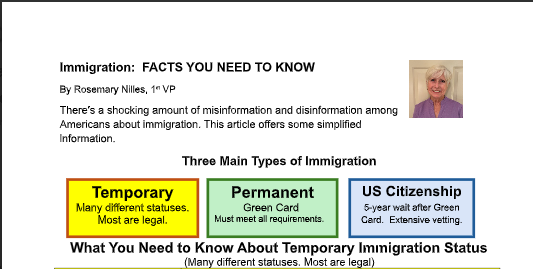 Immigration:  FACTS YOU NEED TO KNOW
By Rosemary Nilles, 1st VP
There's a shocking amount of misinformation and disinformation among
Americans about immigration. This article offers some simplified
Information.
Three Main Types of Immigration
Temporary
Many different statuses.
Most are legal.
Permanent
Green Card
Must meet all requirements.
US Citizenship
5-year wait after Green
Card.  Extensive vetting.
What You Need to Know About Temporary Immigration Status
(Many different statuses. Most are legal)